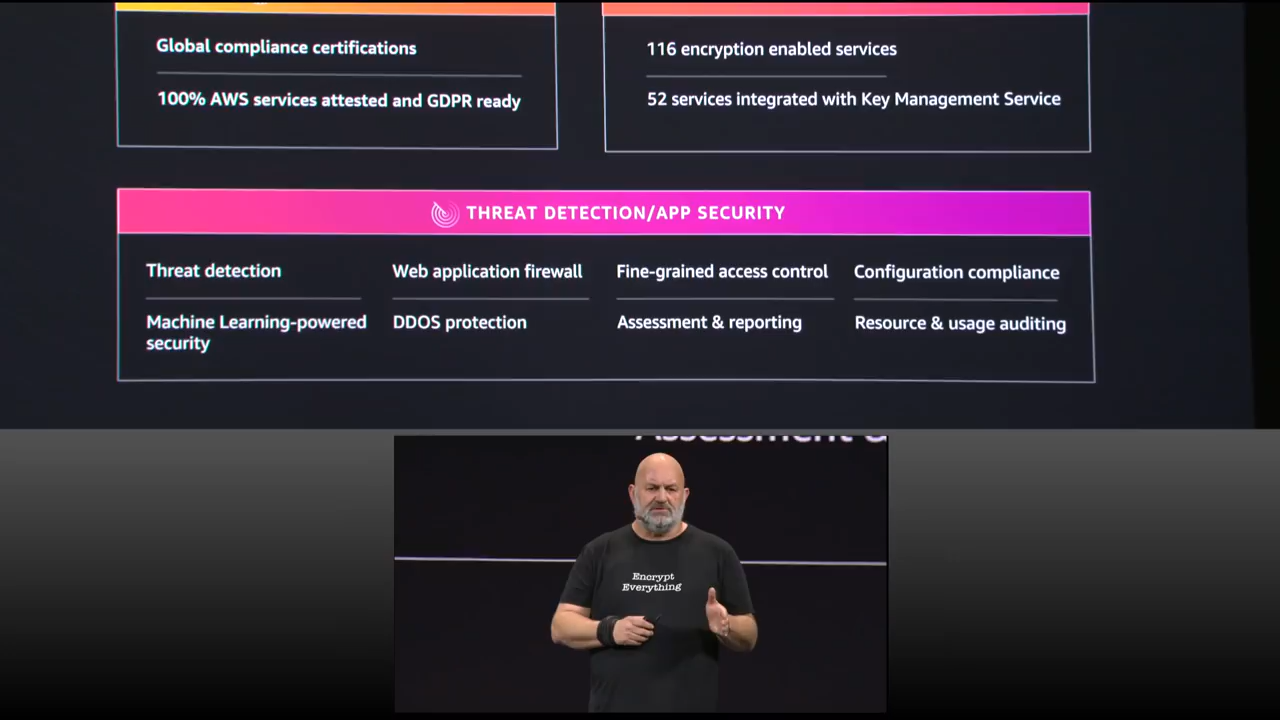 Global compliance certifications
100% AWS services attested and GDPR ready
116 encryption enabled services
52 services integrated with Key Management Service
THREAT DETECTION/APP SECURITY
Threat detection
Web application firewall
Fine-grained access control
Configuration compliance
Machine Learning-powered
security
DDOS protection
Assessment & reporting
Resource & usage auditing
Assessment &
Encrypt
Everything